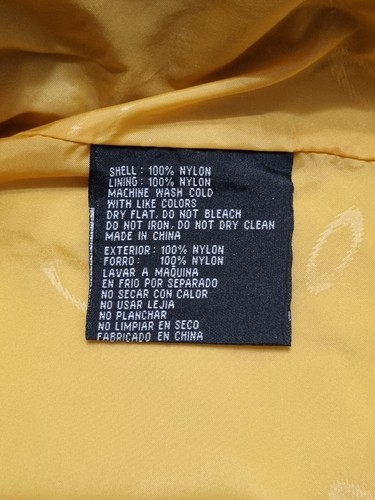 SHELL: 100% NYLON
LINING: 100% NYLON
MACHINE WASH COLD
WITH LIKE COLORS
DRY FLAT, DO NOT BLEACH
DO NOT IRON, DO NOT DRY CLEAN
MADE IN CHINA
EXTERIOR: 100% NYLON
FORRO: 100% NYLON
LAVAR A MAQUINA
EN FRIO POR SEPARADO
NO SECAR CON CALOR
NO USAR LEJIA
NO PLANCHAR
NO LIMPIAR EN SECO
FABRICADO EN CHINA